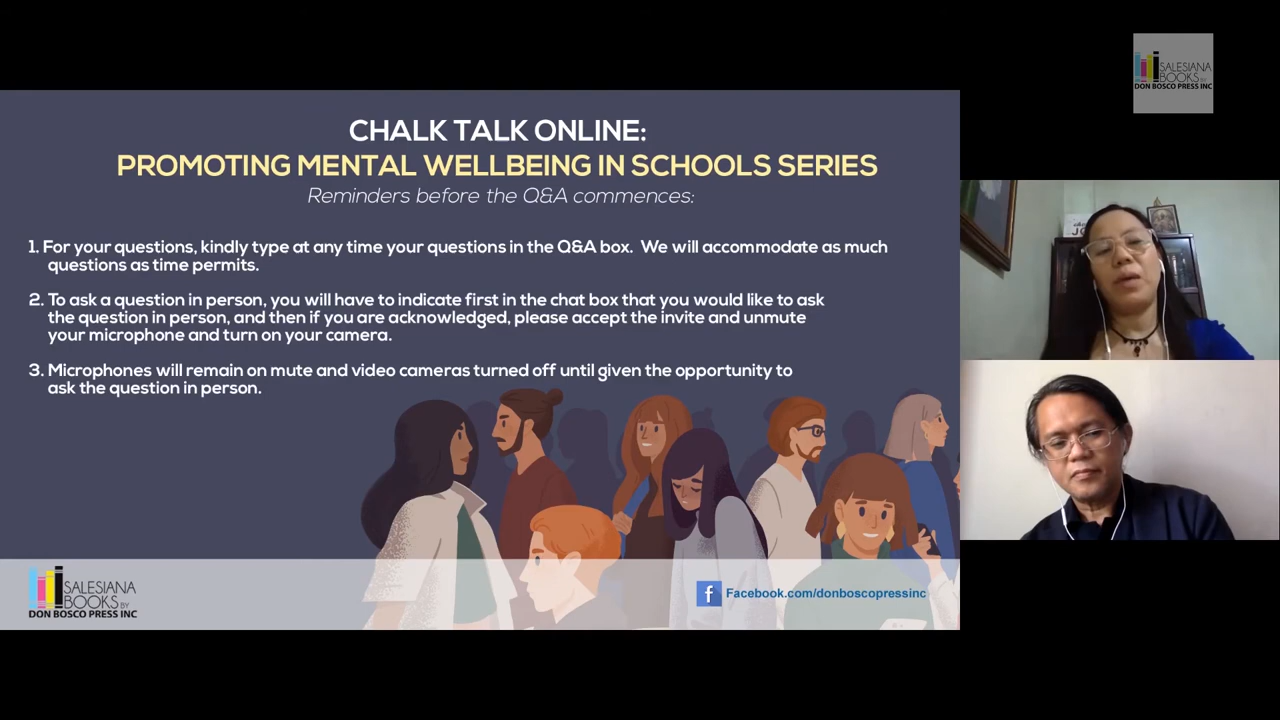 CHALK TALK ONLINE:
PROMOTING MENTAL WELLBEING IN SCHOOLS SERIES
Reminders before the Q&A commences:
1. For your questions, kindly type at any time your questions in the Q&A box. We will accommodate as much
questions as time permits.
2. To ask a question in person, you will have to indicate first in the chat box that you would like to ask
the question in person, and then if you are acknowledged, please accept the invite and unmute
your microphone and turn on your camera.
3. Microphones will remain on mute and video cameras turned off until given the opportunity to
ask the question in person.
SALESIANA
BOOKS BY
DON BOSCO PRESS INC
Facebook.com/donboscopressinc
SALESIANA
BOOKS BY
DON BOSCO PRESS INC